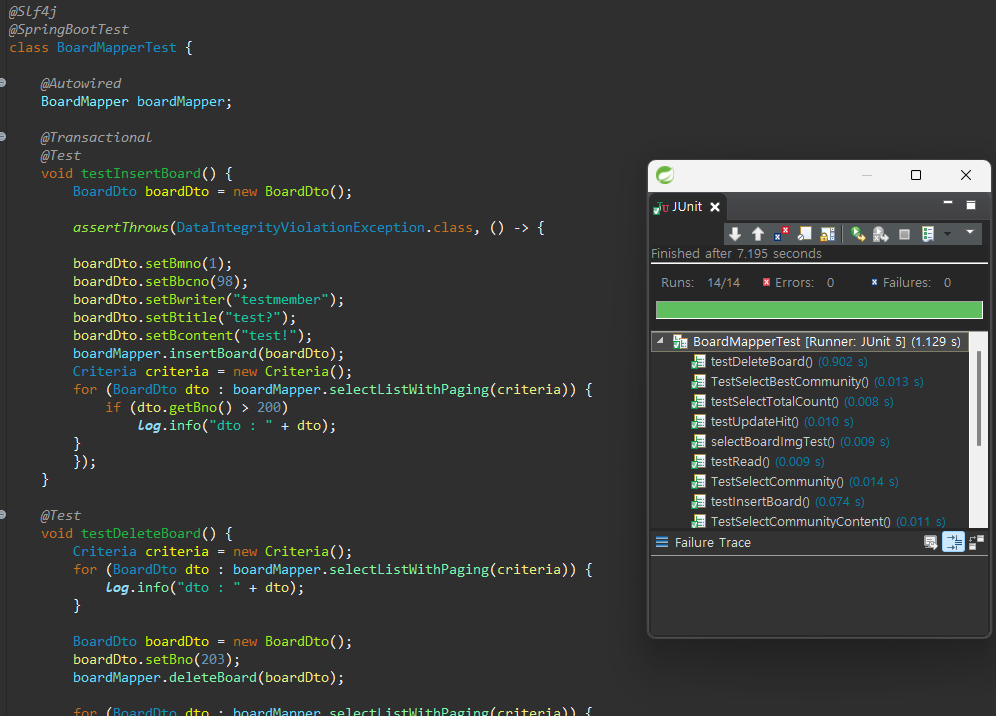 @Slf4j
@SpringBootTest
class BoardMapperTest {
@Autowired
BoardMapper boardMapper;
@Transactional
@Test
void testInsertBoard() {
BoardDto boardDto = new BoardDto();
assertThrows(DataIntegrityViolationException.class, () -> {
boardDto.setBmno(1);
boardDto.setBbcno(98);
boardDto.setBwriter("testmember");
boardDto.setBtitle("test?");
boardDto.setBcontent("test!");
boardMapper.insertBoard(boardDto);
Criteria criteria = new Criteria();
for (BoardDto dto : boardMapper.selectListWithPaging(criteria)) {
if (dto.getBno() > 200)
log.info("dto : " + dto);
}
});
}
@Test
void testDeleteBoard() {
Criteria criteria = new Criteria();
for (BoardDto dto : boardMapper.selectListWithPaging(criteria)) {
log.info("dto : " + dto);
}
BoardDto boardDto = new BoardDto();
boardDto.setBno(203);
boardMapper.deleteBoard(boardDto);
for (BoardDto dto : boardMapper.selectListWithPaging(criteria)) {
JUnit
Finished after 7.195 seconds
Runs: 14/14 Errors: 0 Failures: 0
BoardMapperTest [Runner: JUnit 5] (1.129 s)
testDeleteBoard() (0.902 s)
TestSelectBestCommunity() (0.013 s)
testSelectTotalCount() (0.008 s)
testUpdateHit() (0.010 s)
selectBoardImgTest() (0.009 s)
testRead() (0.009 s)
TestSelectCommunity() (0.014 s)
testInsertBoard() (0.074 s)
TestSelectCommunityContent() (0.011 s)
Failure Trace